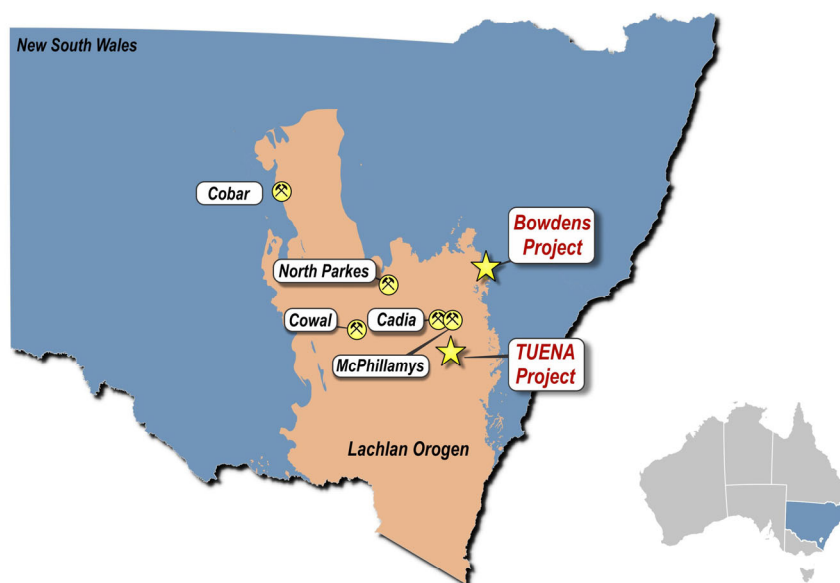 New South Wales
Cobar
Bowdens
Project
North Parkes
Cowal
Cadia
McPhillamys
TUENA
Project
Lachlan Orogen